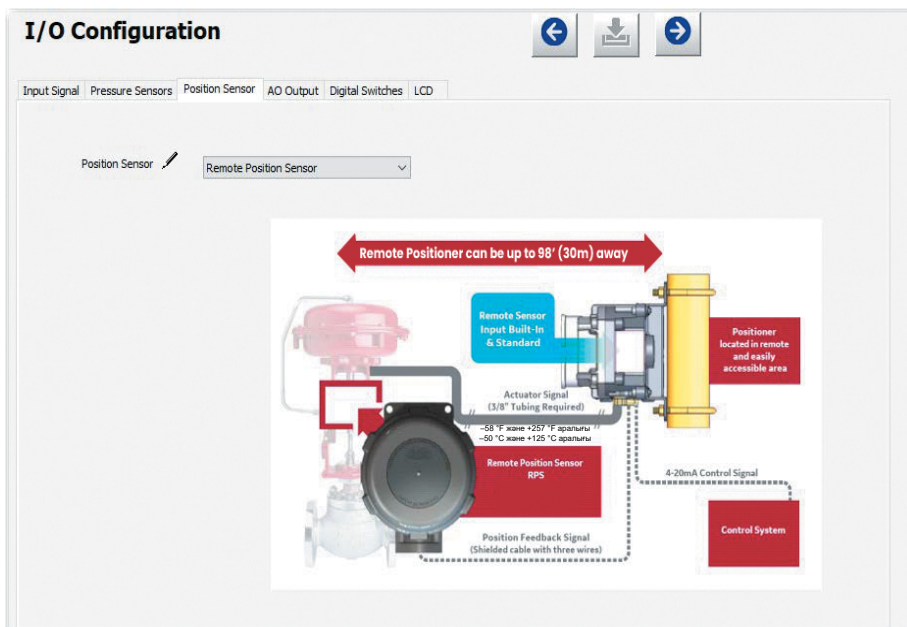 I/O Configuration
Input Signal Pressure Sensors Position Sensor AO Output Digital Switches LCD
Position Sensor Remote Position Sensor
Remote Positioner can be up to 98' (30m) away
Remote Sensor
Input Built-In
& Standard
Positioner
located in remote
and easily
accessible area
Actuator Signal
(3/8" Tubing Required)
–58 °F және +257 °F аралығы
–50 °C және +125 °C аралығы
Remote Position Sensor
RPS
4-20mA Control Signal
Control System
Position Feedback Signal
(Shielded cable with three wires)